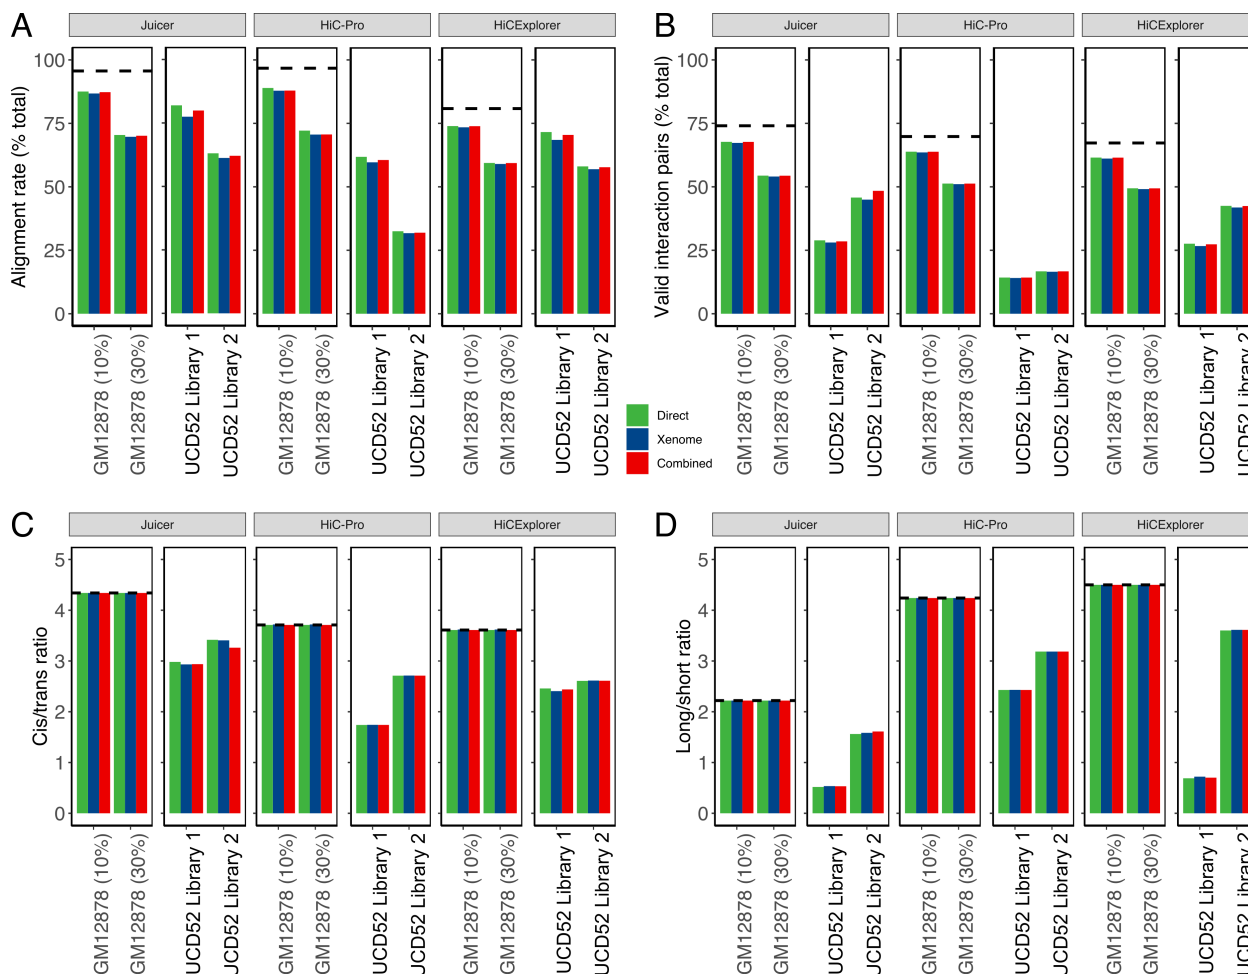 A
Juicer
HiC-Pro
HiCExplorer
Alignment rate (% total)
100
75
50
25
0
GM12878 (10%)
GM12878 (30%)
UCD52 Library 1
UCD52 Library 2
GM12878 (10%)
GM12878 (30%)
UCD52 Library 1
UCD52 Library 2
GM12878 (10%)
GM12878 (30%)
UCD52 Library 1
UCD52 Library 2
B
Juicer
HiC-Pro
HiCExplorer
Valid interaction pairs (% total)
100
75
50
25
0
GM12878 (10%)
GM12878 (30%)
UCD52 Library 1
UCD52 Library 2
GM12878 (10%)
GM12878 (30%)
UCD52 Library 1
UCD52 Library 2
GM12878 (10%)
GM12878 (30%)
UCD52 Library 1
UCD52 Library 2
Direct
Xenome
Combined
C
Juicer
HiC-Pro
HiCExplorer
Cis/trans ratio
5
4
3
2
1
0
GM12878 (10%)
GM12878 (30%)
UCD52 Library 1
UCD52 Library 2
GM12878 (10%)
GM12878 (30%)
UCD52 Library 1
UCD52 Library 2
GM12878 (10%)
GM12878 (30%)
UCD52 Library 1
UCD52 Library 2
D
Juicer
HiC-Pro
HiCExplorer
Long/short ratio
5
4
3
2
1
0
GM12878 (10%)
GM12878 (30%)
UCD52 Library 1
UCD52 Library 2
GM12878 (10%)
GM12878 (30%)
UCD52 Library 1
UCD52 Library 2
GM12878 (10%)
GM12878 (30%)
UCD52 Library 1
UCD52 Library 2